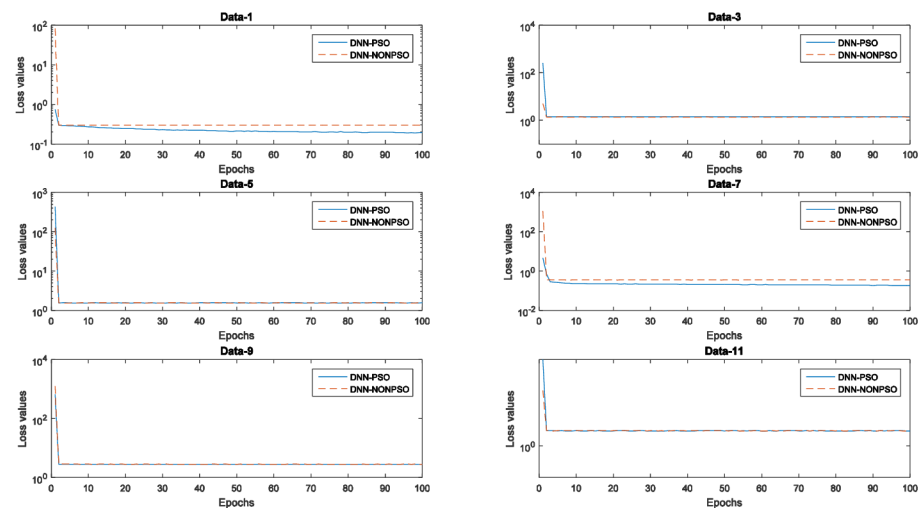 Data-1
Loss values
10^2
10^1
10^0
10^-1
DNN-PSO
DNN-NONPSO
0 10 20 30 40 50 60 70 80 90 100
Epochs
Data-3
Loss values
10^4
10^2
10^0
DNN-PSO
DNN-NONPSO
0 10 20 30 40 50 60 70 80 90 100
Epochs
Data-5
Loss values
10^3
10^2
10^1
10^0
DNN-PSO
DNN-NONPSO
0 10 20 30 40 50 60 70 80 90 100
Epochs
Data-7
Loss values
10^4
10^2
10^0
10^-2
DNN-PSO
DNN-NONPSO
0 10 20 30 40 50 60 70 80 90 100
Epochs
Data-9
Loss values
10^4
10^2
10^0
DNN-PSO
DNN-NONPSO
0 10 20 30 40 50 60 70 80 90 100
Epochs
Data-11
Loss values
10^0
DNN-PSO
DNN-NONPSO
0 10 20 30 40 50 60 70 80 90 100
Epochs